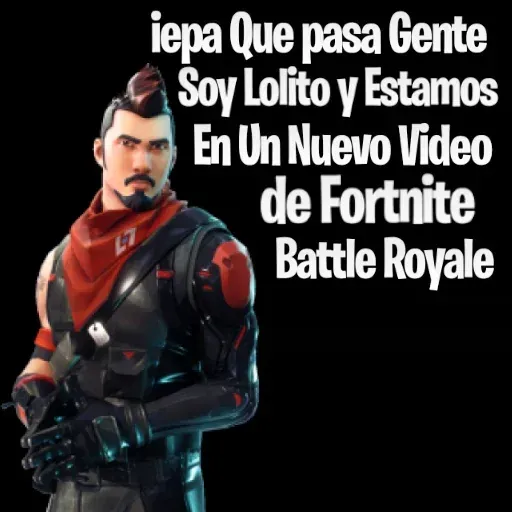 iepa Que pasa Gente
Soy Lolito y Estamos
En Un Nuevo Video
de Fortnite
Battle Royale